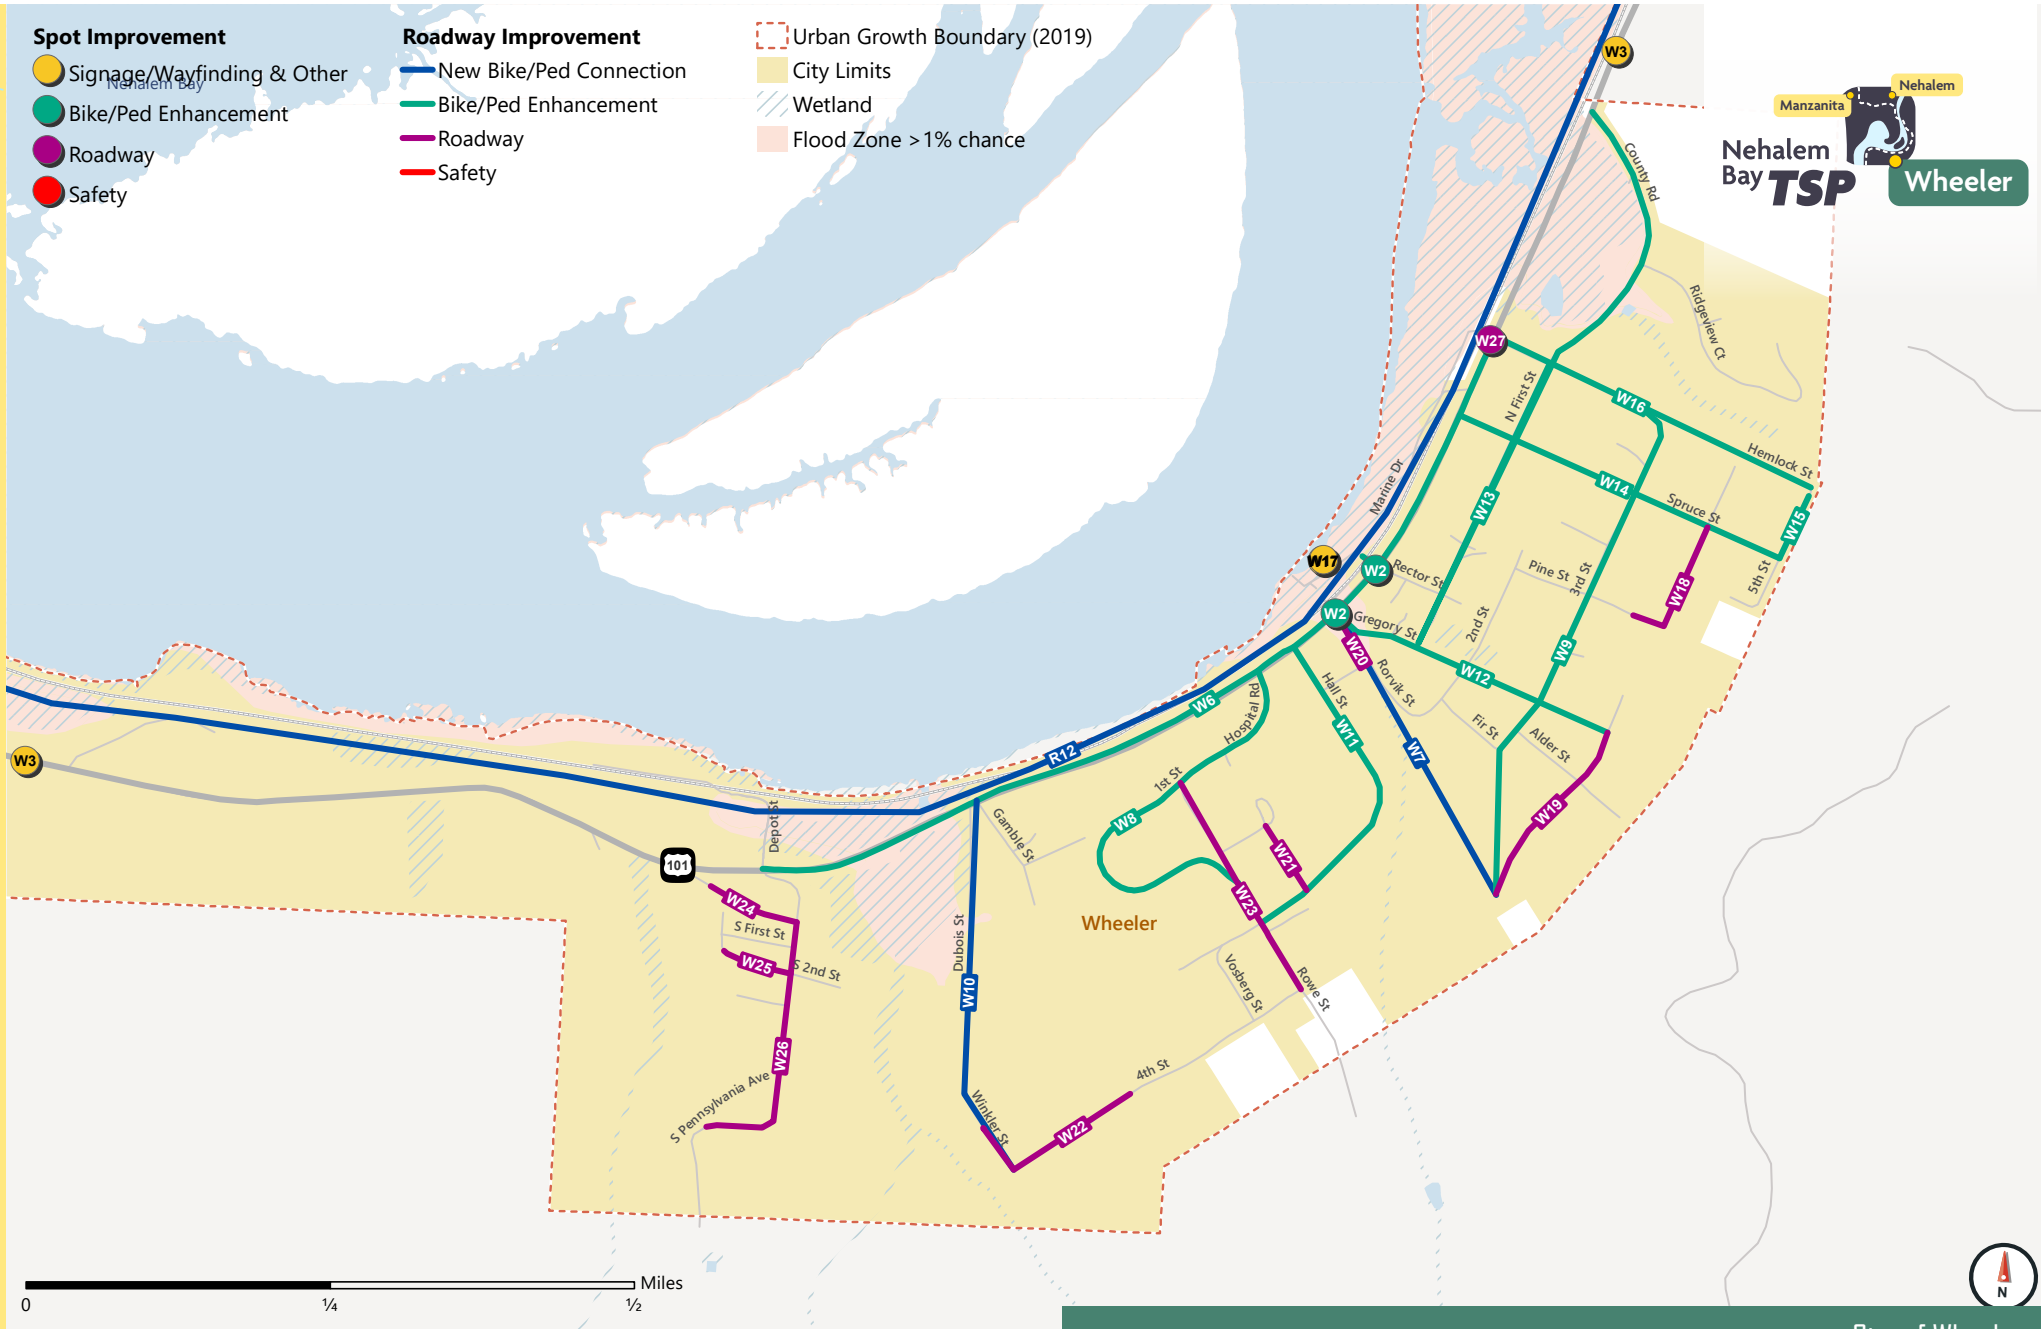 Spot Improvement
Signage/Wayfinding & Other
Nehalem Bay
Bike/Ped Enhancement
Roadway
Safety
Roadway Improvement
New Bike/Ped Connection
Bike/Ped Enhancement
Roadway
Safety
Urban Growth Boundary (2019)
City Limits
Wetland
Flood Zone >1% chance
Manzanita
Nehalem
Nehalem
Bay TSP
Wheeler
W3
County Rd
Ridgeview Ct
W27
N First St
W16
Hemlock St
Marine Dr
W13
W14
Spruce St
W15
W17
W2
Rector St
Pine St
3rd St
5th St
W18
W2
Gregory St
2nd St
W20
W9
W12
Rorvik St
Hall St
Hospital Rd
W6
Fir St
Alder St
W11
W7
R12
W3
1st St
W8
W19
Gamble St
Depot St
101
W21
W24
W23
S First St
Wheeler
Dubois St
W25
S 2nd St
Vosberg St
Rowe St
W10
W26
4th St
S Pennsylvania Ave
Winkler St
W22
Miles
0
¼
½
N